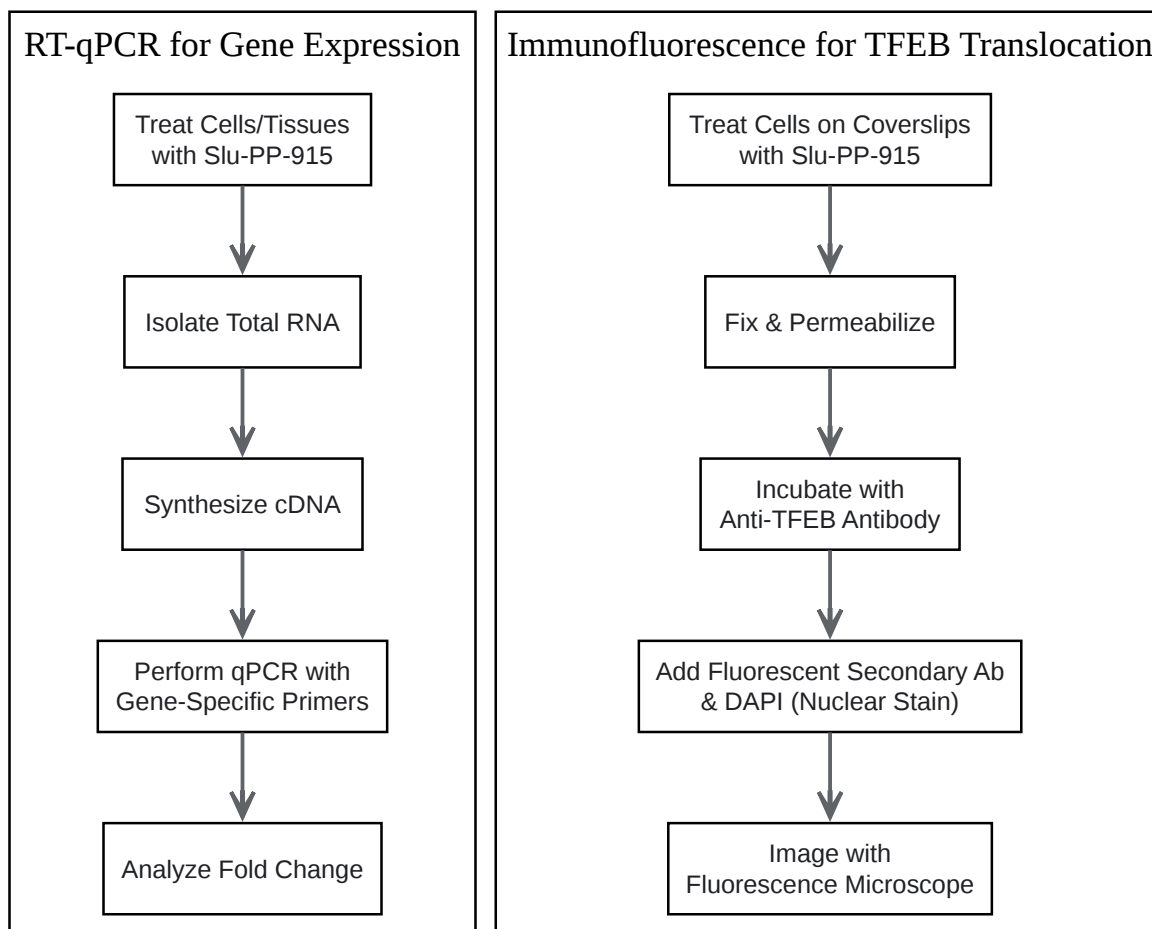 RT-qPCR for Gene Expression
Treat Cells/Tissues
with Slu-PP-915
Isolate Total RNA
Synthesize cDNA
Perform qPCR with
Gene-Specific Primers
Analyze Fold Change
Immunofluorescence for TFEB Translocation
Treat Cells on Coverslips
with Slu-PP-915
Fix & Permeabilize
Incubate with
Anti-TFEB Antibody
Add Fluorescent Secondary Ab
& DAPI (Nuclear Stain)
Image with
Fluorescence Microscope